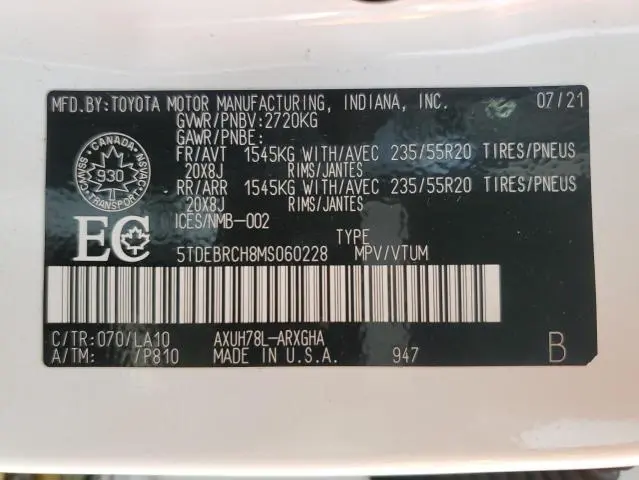 MFD.BY:TOYOTA MOTOR MANUFACTURING, INDIANA, INC. 07/21
GVWR/PNBV:2720KG
GAWR/PNBE:
FR/AVT 1545KG WITH/AVEC 235/55R20 TIRES/PNEUS
20X8J RIMS/JANTES
RR/ARR 1545KG WITH/AVEC 235/55R20 TIRES/PNEUS
20X8J RIMS/JANTES
CANADA
930
TRANSPORT
ICES/NMB-002
EC
TYPE
5TDEBRCH8MS060228 MPV/VTUM
C/TR:070/LA10 AXUH78L-ARXGHA
A/TM: /P810 MADE IN U.S.A. 947 B